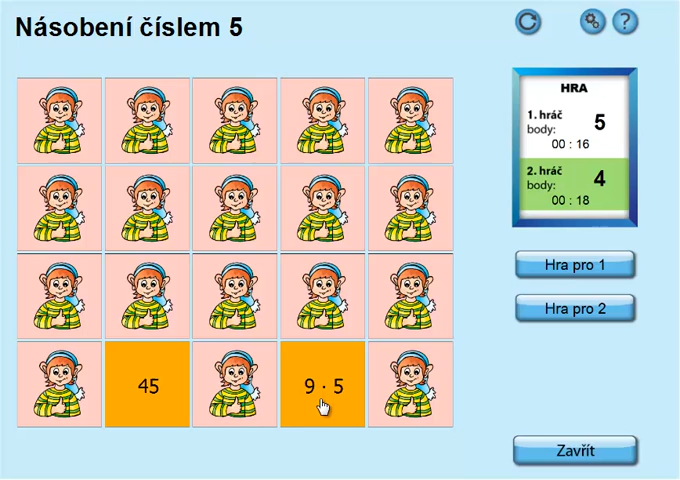 Násobení číslem 5
?
HRA
1. hráč
body: 5
00 : 16
2. hráč
body: 4
00 : 18
Hra pro 1
Hra pro 2
45
9 · 5
Zavřít